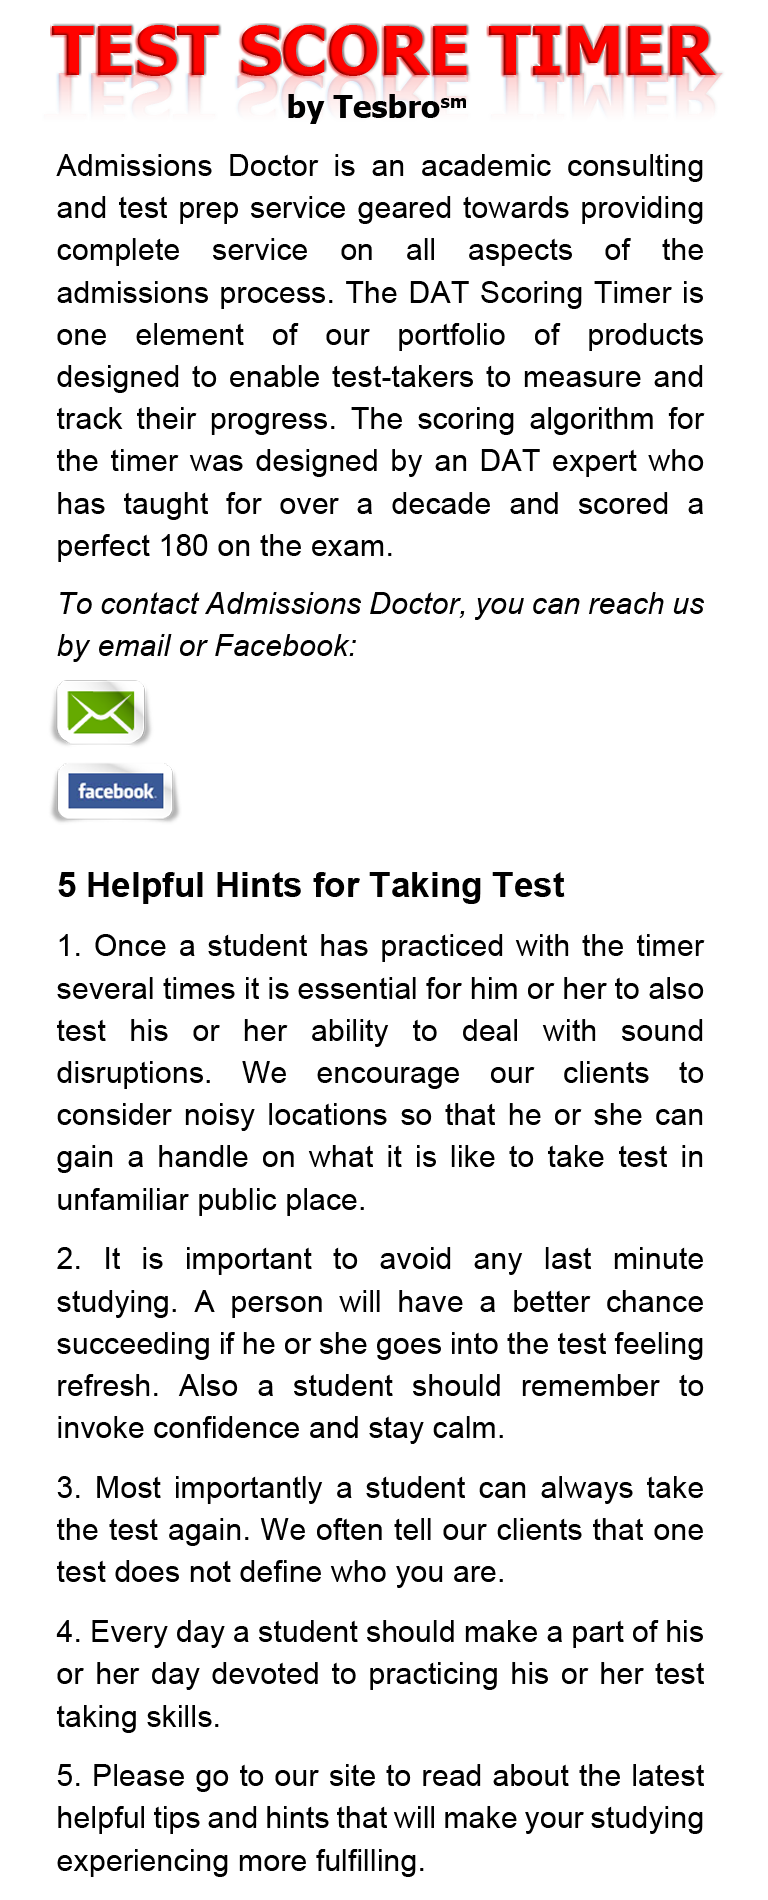 TEST SCORE TIMER
by Tesbro℠
Admissions Doctor is an academic consulting
and test prep service geared towards providing
complete service on all aspects of the
admissions process. The DAT Scoring Timer is
one element of our portfolio of products
designed to enable test-takers to measure and
track their progress. The scoring algorithm for
the timer was designed by an DAT expert who
has taught for over a decade and scored a
perfect 180 on the exam.
To contact Admissions Doctor, you can reach us
by email or Facebook:
facebook.
5 Helpful Hints for Taking Test
1. Once a student has practiced with the timer
several times it is essential for him or her to also
test his or her ability to deal with sound
disruptions. We encourage our clients to
consider noisy locations so that he or she can
gain a handle on what it is like to take test in
unfamiliar public place.
2. It is important to avoid any last minute
studying. A person will have a better chance
succeeding if he or she goes into the test feeling
refresh. Also a student should remember to
invoke confidence and stay calm.
3. Most importantly a student can always take
the test again. We often tell our clients that one
test does not define who you are.
4. Every day a student should make a part of his
or her day devoted to practicing his or her test
taking skills.
5. Please go to our site to read about the latest
helpful tips and hints that will make your studying
experiencing more fulfilling.